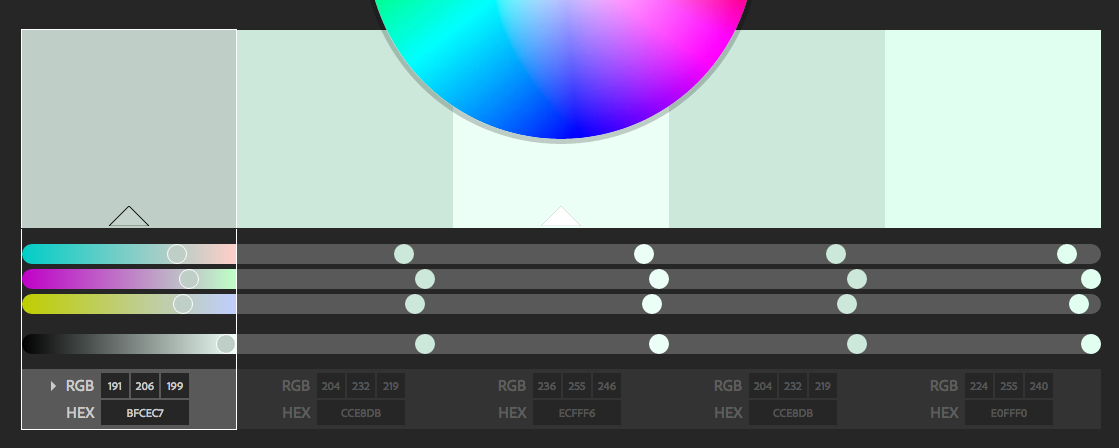 RGB 191 206 199 RGB 204 232 219 RGB 236 255 246 RGB 204 232 219 RGB 224 255 240
HEX BFCEC7 HEX CCE8DB HEX ECFFF6 HEX CCE8DB HEX E0FFF0